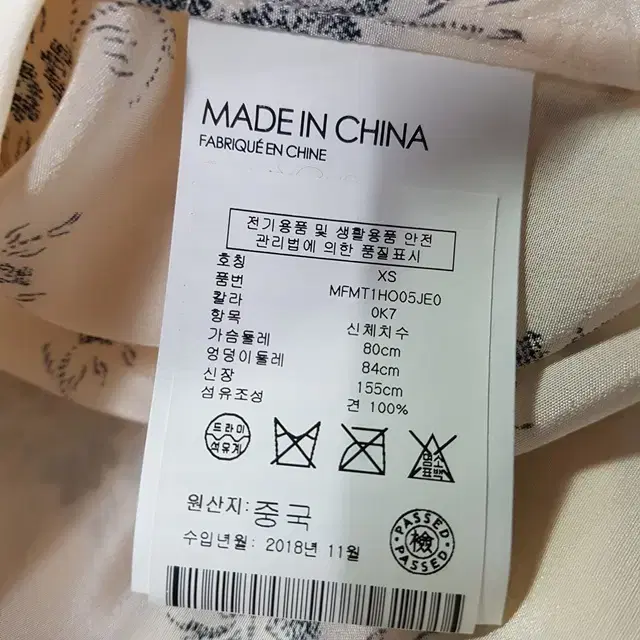 MADE IN CHINA
FABRIQUÉ EN CHINE
전기용품 및 생활용품 안전
관리법에 의한 품질표시
호칭 XS
품번 MFMT1HO05JE0
칼라 0K7
항목 신체치수
가슴둘레 80cm
엉덩이둘레 84cm
신장 155cm
섬유조성 견 100%
드라이
석유계
염소
표백
원산지: 중국
수입년월: 2018년 11월
PASSED
檢
PASSED